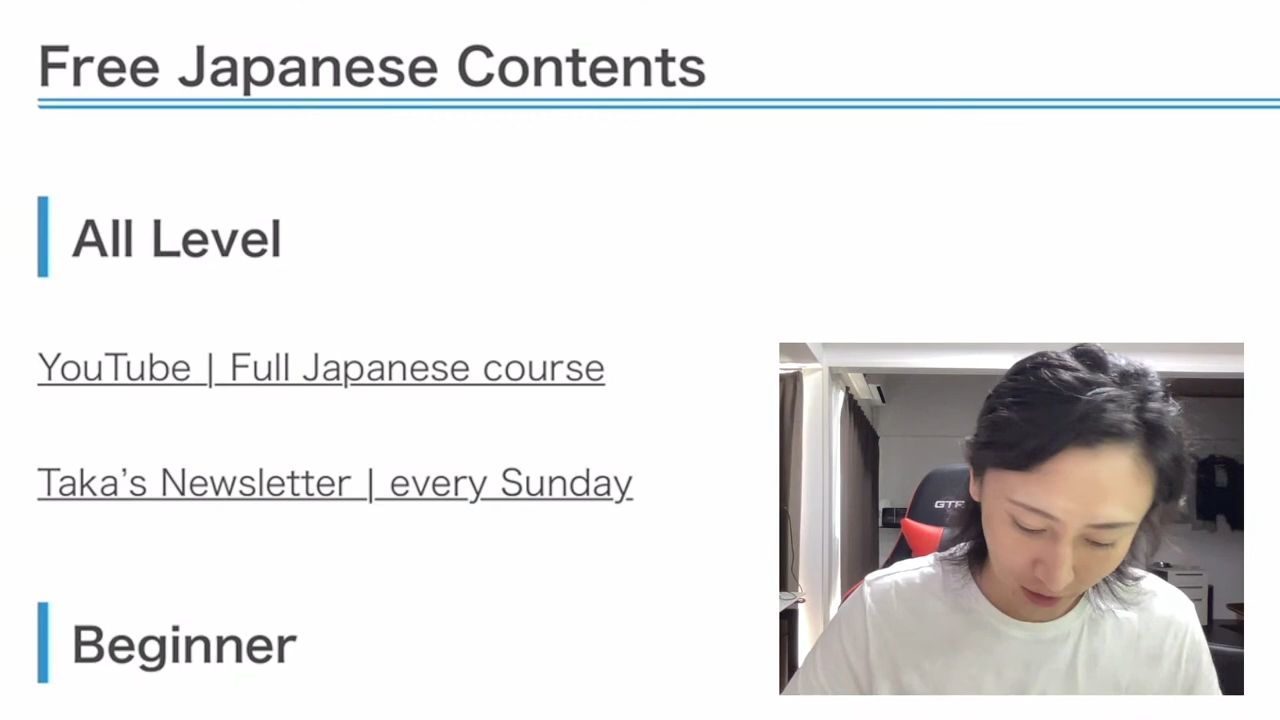 Free Japanese Contents
All Level
YouTube | Full Japanese course
Taka’s Newsletter | every Sunday
Beginner